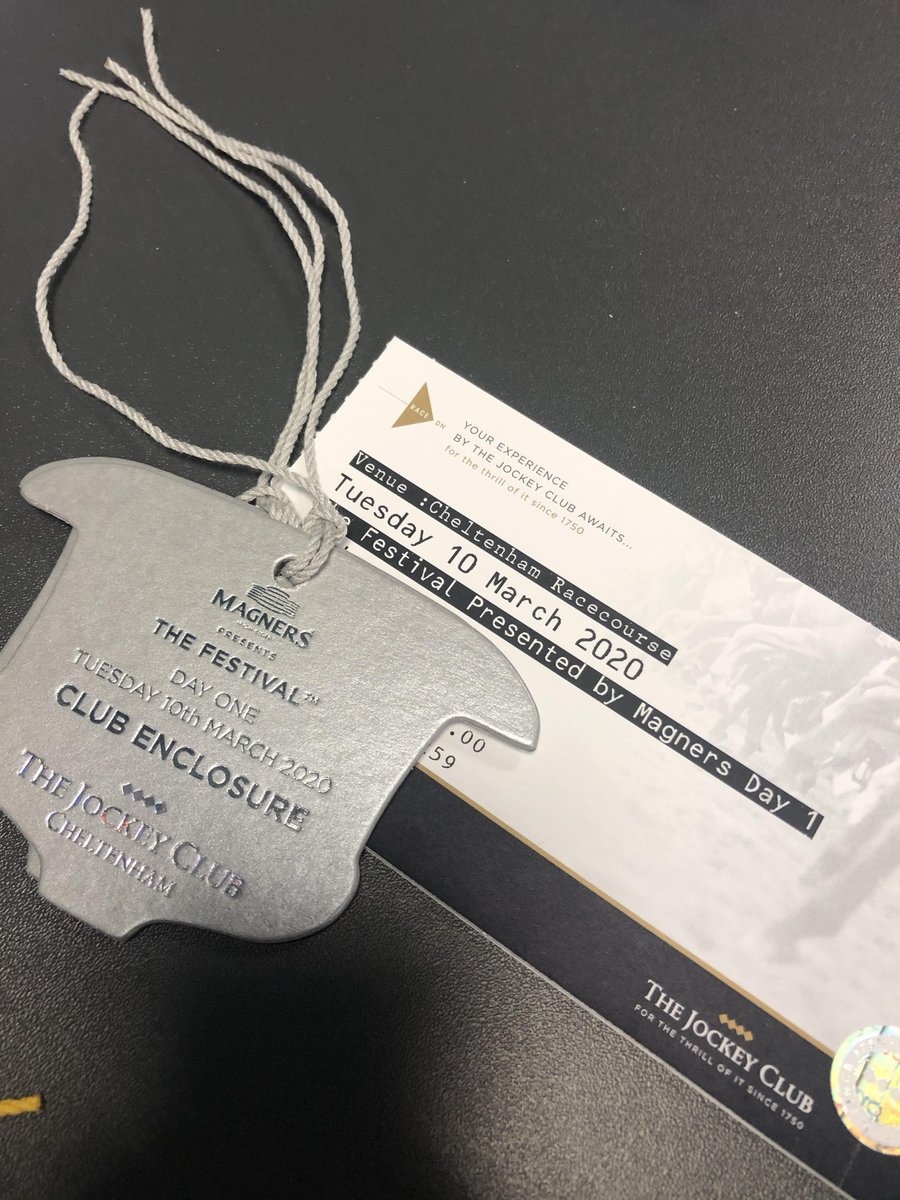 MAGNERS
PRESENTS
THE FESTIVAL™
DAY ONE
TUESDAY 10th MARCH 2020
CLUB ENCLOSURE
THE JOCKEY CLUB
CHELTENHAM
RACE ON
YOUR EXPERIENCE
BY THE JOCKEY CLUB AWAITS...
for the thrill of it since 1750
Venue :Cheltenham Racecourse
Tuesday 10 March 2020
Festival Presented by Magners Day 1
.00
.59
THE JOCKEY CLUB
FOR THE THRILL OF IT SINCE 1750